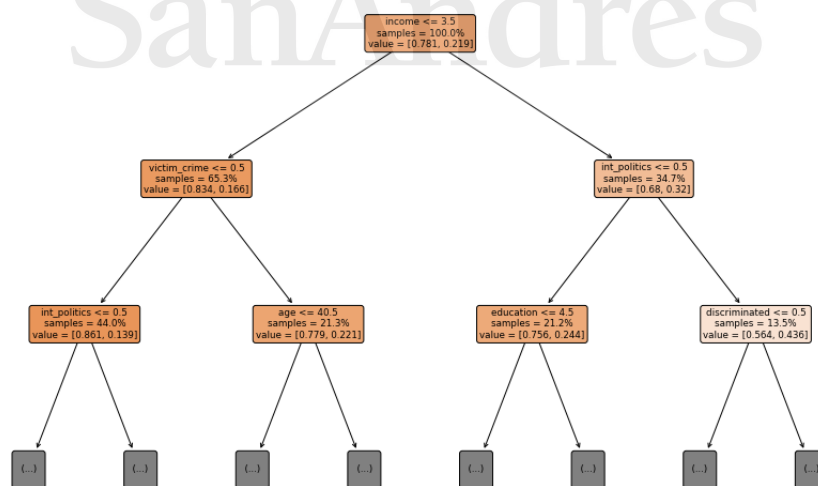 SanAndres
income <= 3.5
samples = 100.0%
value = [0.781, 0.219]
victim_crime <= 0.5
samples = 65.3%
value = [0.834, 0.166]
int_politics <= 0.5
samples = 34.7%
value = [0.68, 0.32]
int_politics <= 0.5
samples = 44.0%
value = [0.861, 0.139]
age <= 40.5
samples = 21.3%
value = [0.779, 0.221]
education <= 4.5
samples = 21.2%
value = [0.756, 0.244]
discriminated <= 0.5
samples = 13.5%
value = [0.564, 0.436]
(...)
(...)
(...)
(...)
(...)
(...)
(...)
(...)